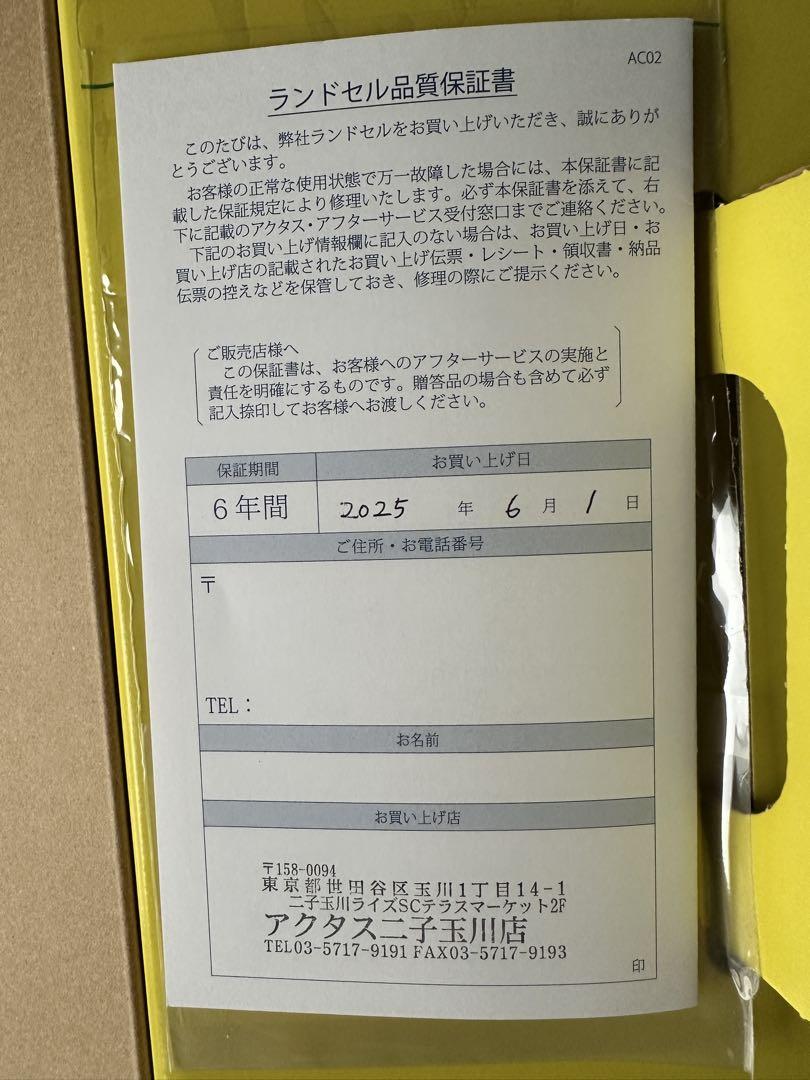 AC02
ランドセル品質保証書
このたびは、弊社ランドセルをお買い上げいただき、誠にありが
とうございます。
お客様の正常な使用状態で万一故障した場合には、本保証書に記
載した保証規定により修理いたします。必ず本保証書を添えて、右
下に記載のアクタス・アフターサービス受付窓口までご連絡ください。
下記のお買い上げ情報欄に記入のない場合は、お買い上げ日・お
買い上げ店の記載されたお買い上げ伝票・レシート・領収書・納品
伝票の控えなどを保管しておき、修理の際にご提示ください。
ご販売店様へ
この保証書は、お客様へのアフターサービスの実施と
責任を明確にするものです。贈答品の場合も含めて必ず
記入捺印してお客様へお渡しください。
保証期間 お買い上げ日
6年間 2025 年 6 月 1 日
ご住所・お電話番号
〒
TEL：
お名前
お買い上げ店
〒158-0094
東京都世田谷区玉川1丁目14-1
二子玉川ライズSCテラスマーケット2F
アクタス二子玉川店
TEL03-5717-9191 FAX03-5717-9193
印